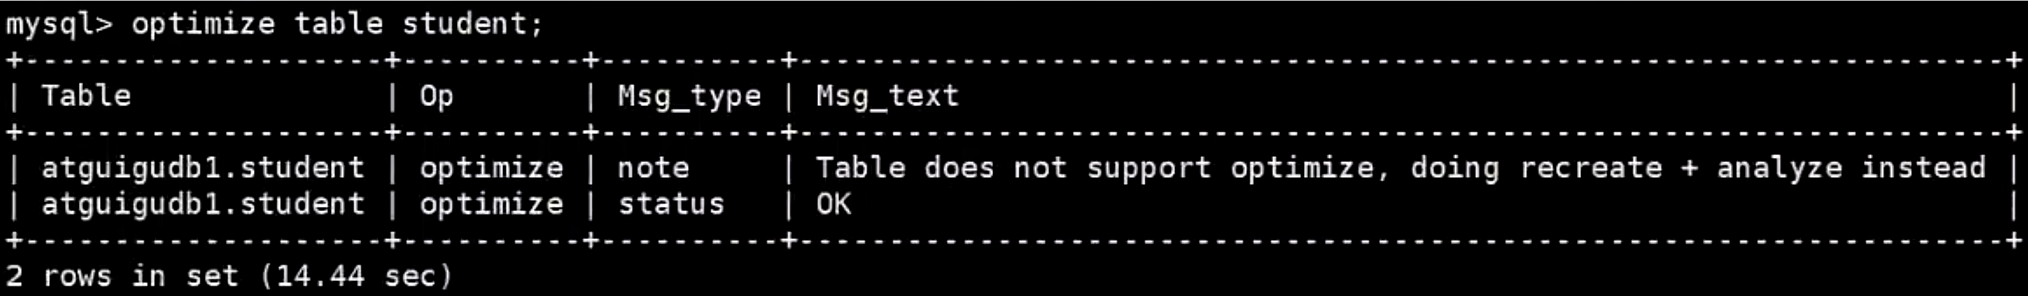 mysql> optimize table student;
+--------------------+----------+----------+-------------------------------------------------------------------+
| Table              | Op       | Msg_type | Msg_text                                                          |
+--------------------+----------+----------+-------------------------------------------------------------------+
| atguigudb1.student | optimize | note     | Table does not support optimize, doing recreate + analyze instead |
| atguigudb1.student | optimize | status   | OK                                                                |
+--------------------+----------+----------+-------------------------------------------------------------------+
2 rows in set (14.44 sec)